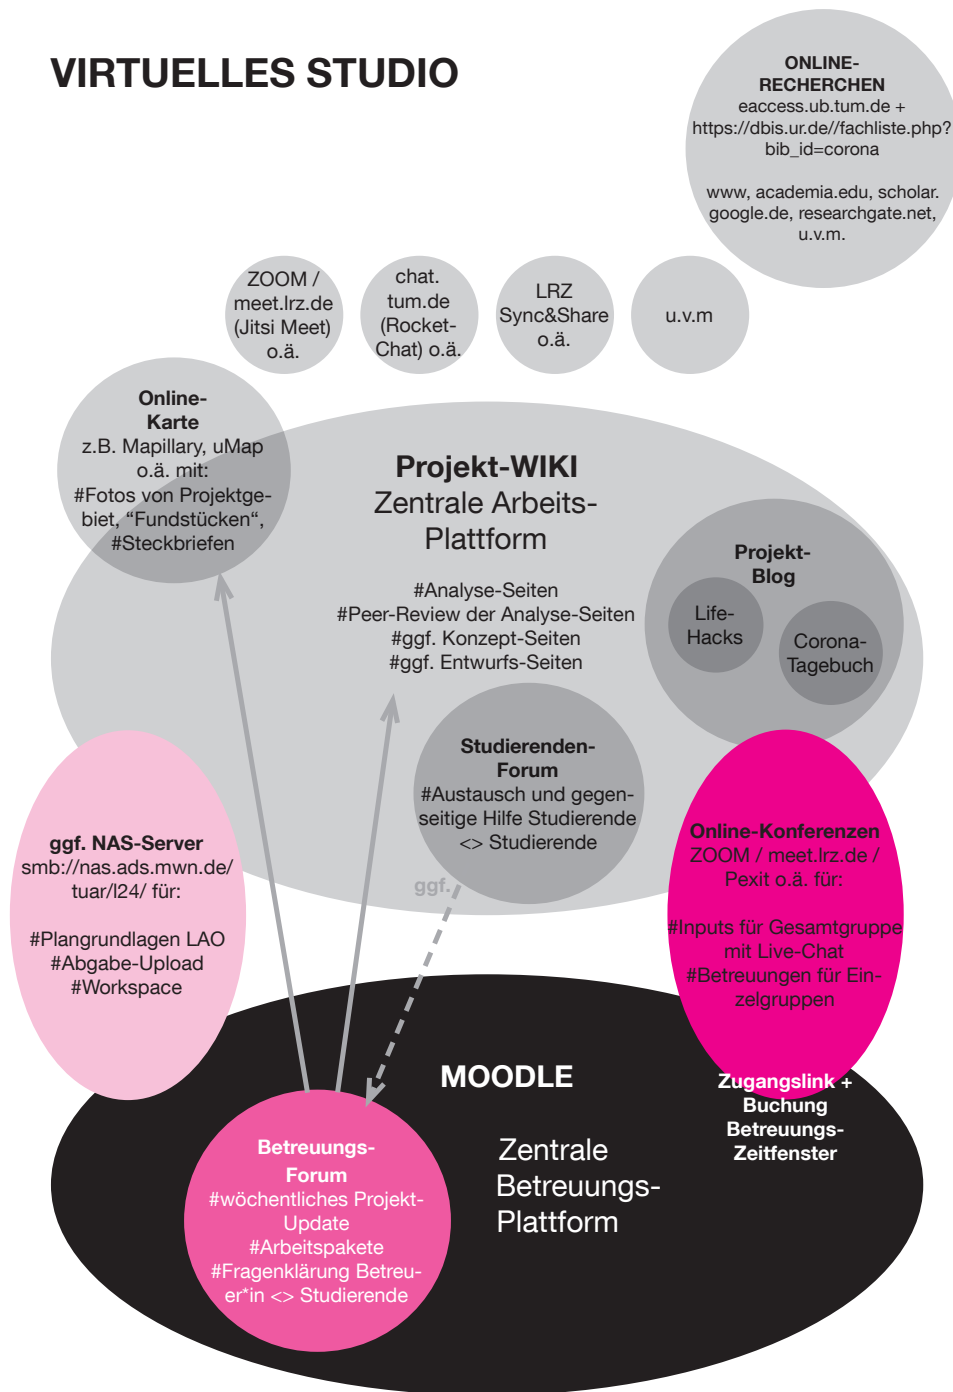 VIRTUELLES STUDIO
ONLINE-
RECHERCHEN
eaccess.ub.tum.de +
https://dbis.ur.de//fachliste.php?
bib_id=corona
www, academia.edu, scholar.
google.de, researchgate.net,
u.v.m.
ZOOM /
meet.lrz.de
(Jitsi Meet)
o.ä.
chat.
tum.de
(Rocket-
Chat) o.ä.
LRZ
Sync&Share
o.ä.
u.v.m
Online-
Karte
z.B. Mapillary, uMap
o.ä. mit:
#Fotos von Projektge-
biet, “Fundstücken“,
#Steckbriefen
Projekt-WIKI
Zentrale Arbeits-
Plattform
#Analyse-Seiten
#Peer-Review der Analyse-Seiten
#ggf. Konzept-Seiten
#ggf. Entwurfs-Seiten
Projekt-
Blog
Life-
Hacks
Corona-
Tagebuch
Studierenden-
Forum
#Austausch und gegen-
seitige Hilfe Studierende
<> Studierende
ggf.
ggf. NAS-Server
smb://nas.ads.mwn.de/
tuar/l24/ für:
#Plangrundlagen LAO
#Abgabe-Upload
#Workspace
Online-Konferenzen
ZOOM / meet.lrz.de /
Pexit o.ä. für:
#Inputs für Gesamtgruppe
mit Live-Chat
#Betreuungen für Ein-
zelgruppen
Zugangslink +
Buchung
Betreuungs-
Zeitfenster
MOODLE
Zentrale
Betreuungs-
Plattform
Betreuungs-
Forum
#wöchentliches Projekt-
Update
#Arbeitspakete
#Fragenklärung Betreu-
er*in <> Studierende